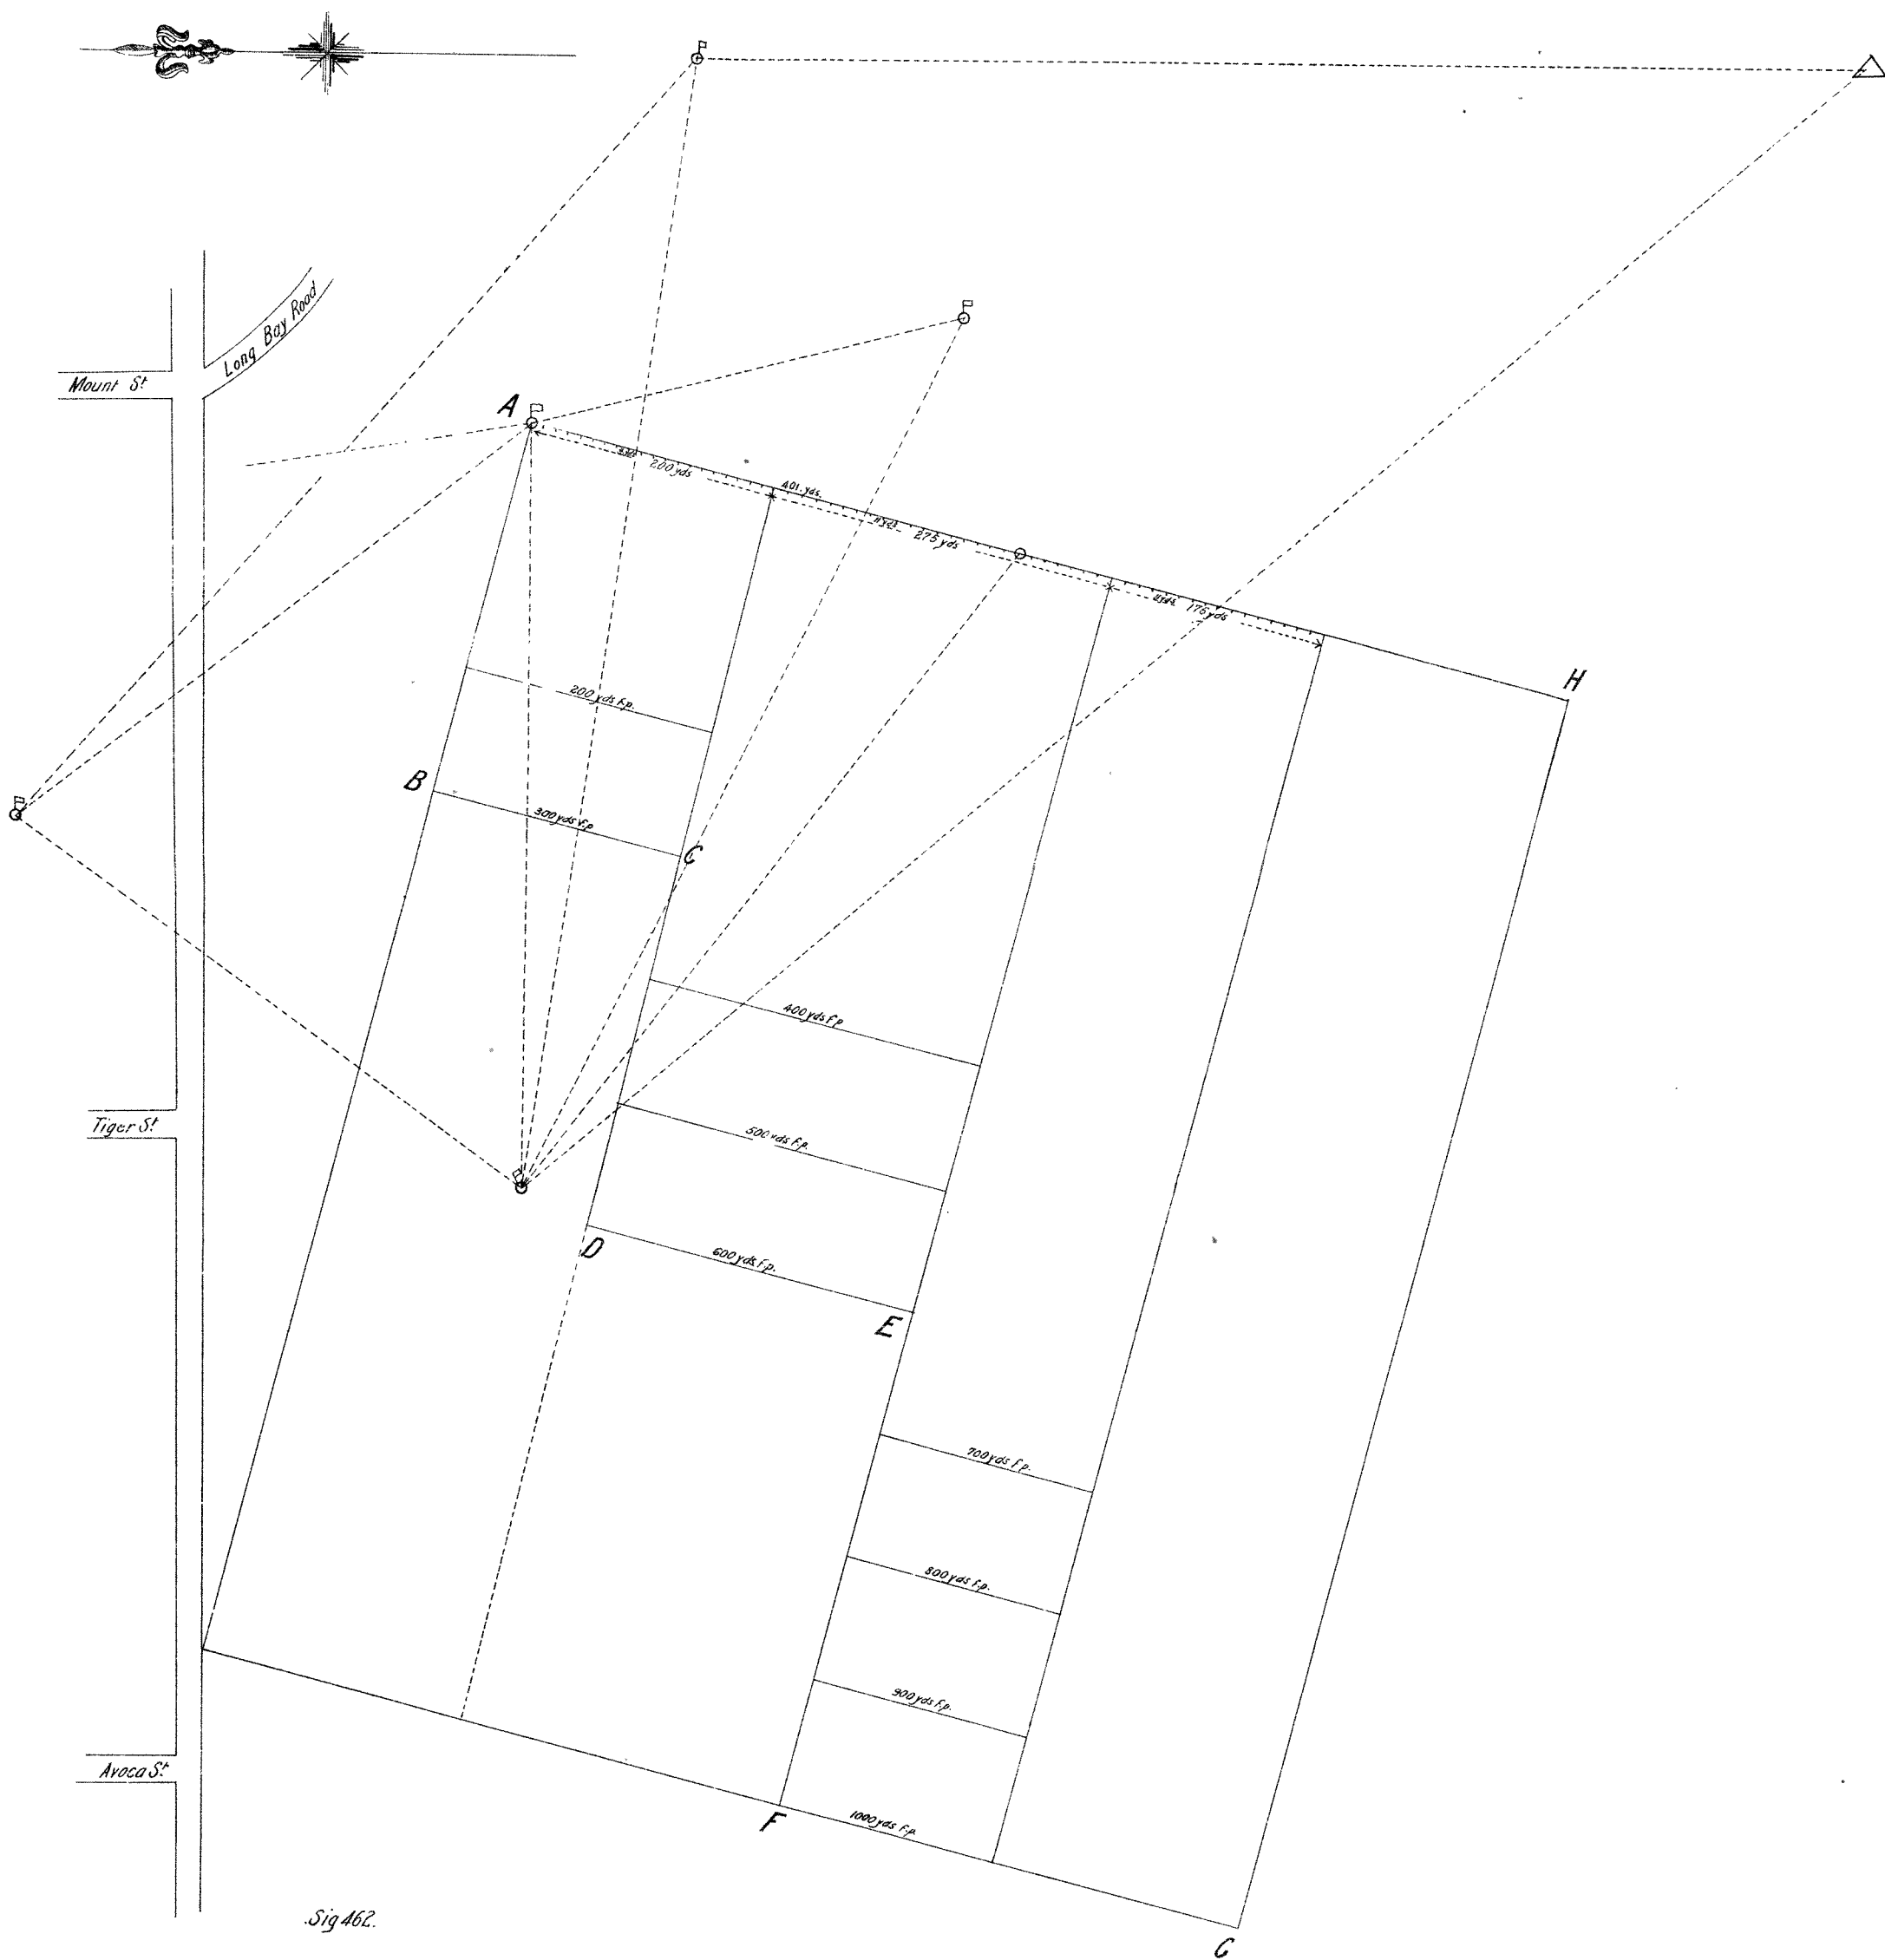 Long Bay Road
Mount St
A
200 yds
401. yds.
275 yds
176 yds
H
200 yds f.p.
B
300 yds f.p
C
400 yds f.p
Tiger St
500 yds f.p.
D
600 yds f.p.
E
700 yds f.p.
800 yds f.p.
900 yds f.p.
Avoca St
F
1000 yds f.p.
G
Sig 462.